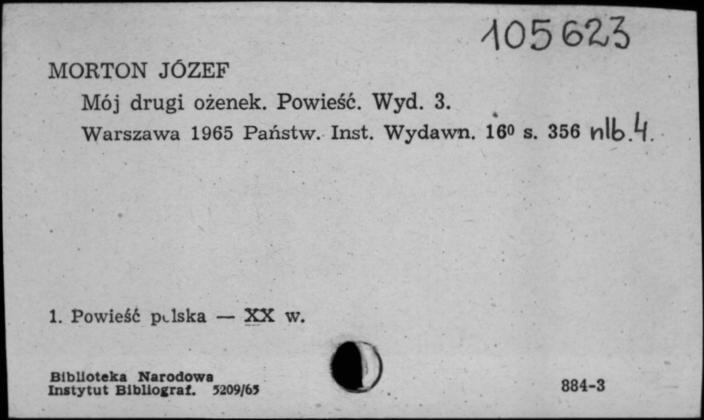 105623
MORTON JÓZEF
Mój drugi ożenek. Powieść. Wyd. 3.
Warszawa 1965 Państw. Inst. Wydawn. 16⁰ s. 356 nlb. 4.
1. Powieść polska — XX w.
Biblioteka Narodowa
Instytut Bibliograf. 5209/65
884-3